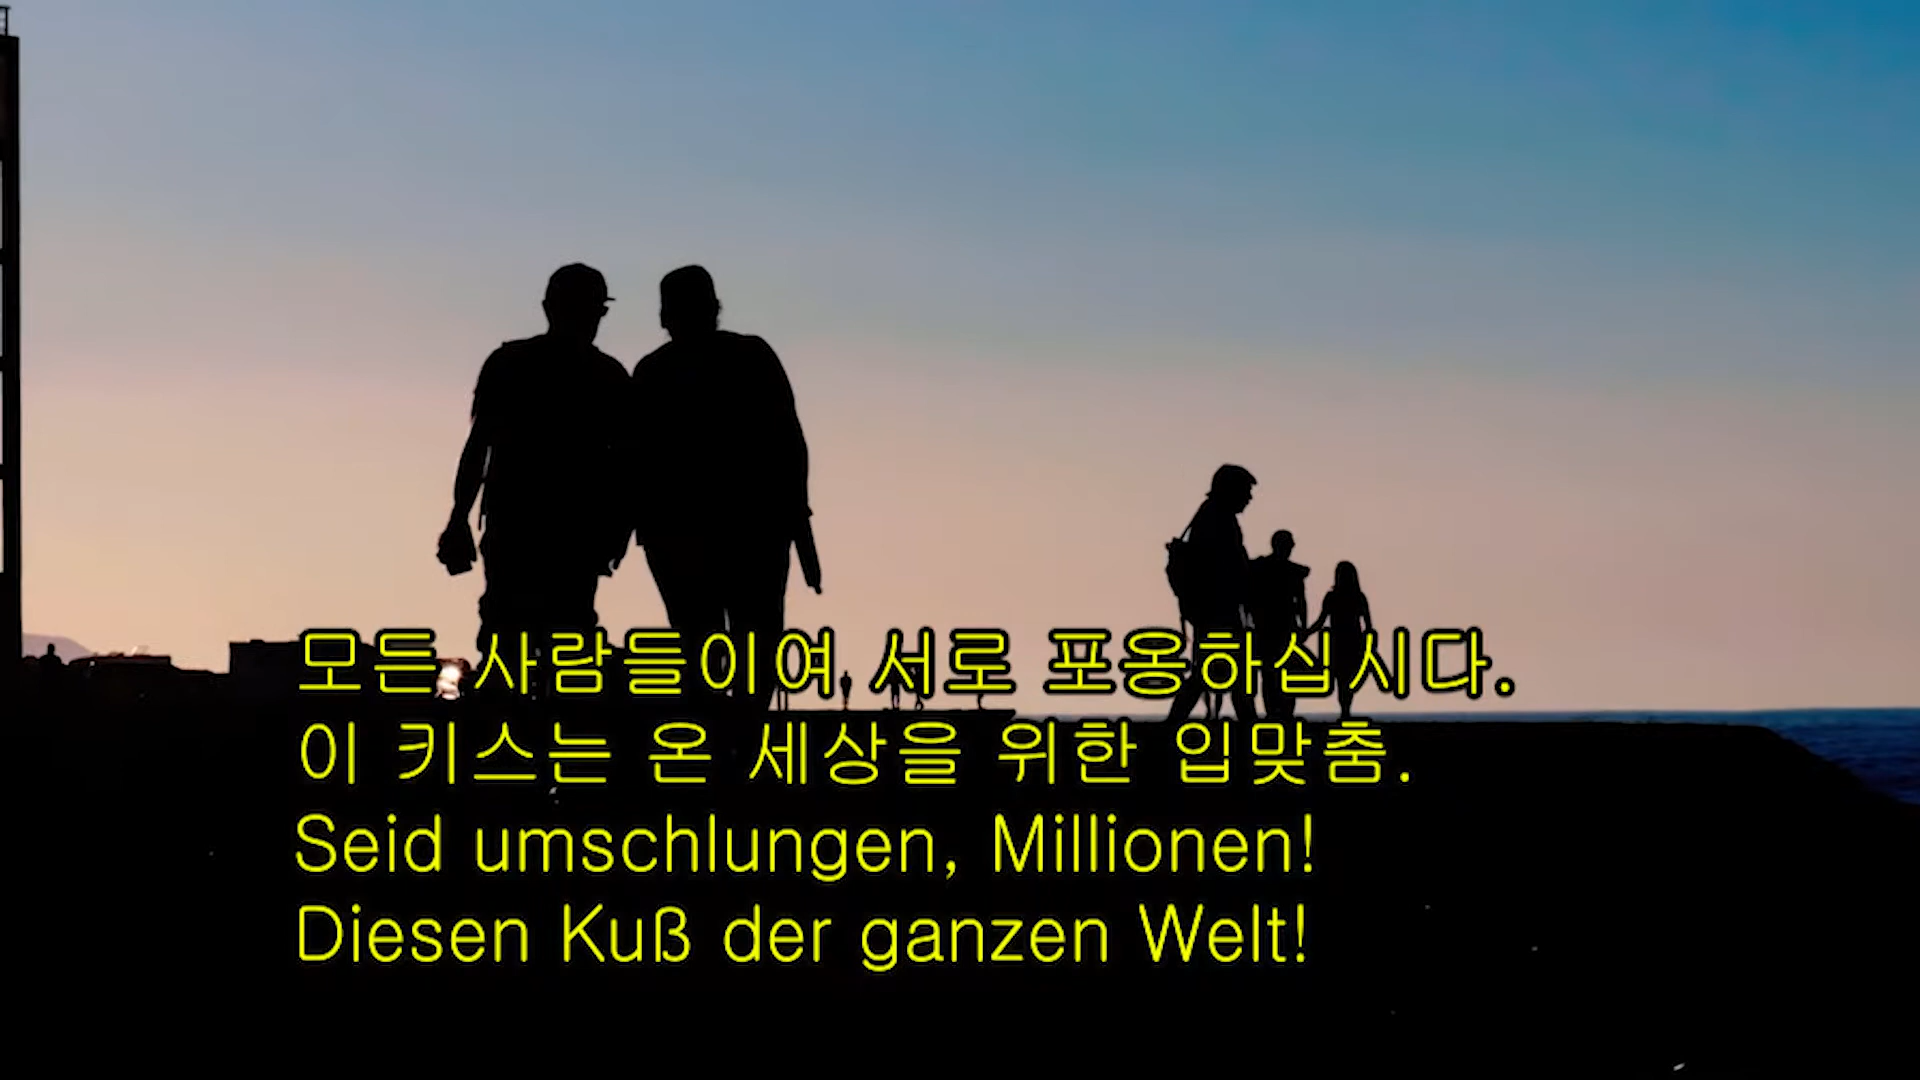 모든 사람들이여 서로 포옹하십시다.
이 키스는 온 세상을 위한 입맞춤.
Seid umschlungen, Millionen!
Diesen Kuß der ganzen Welt!